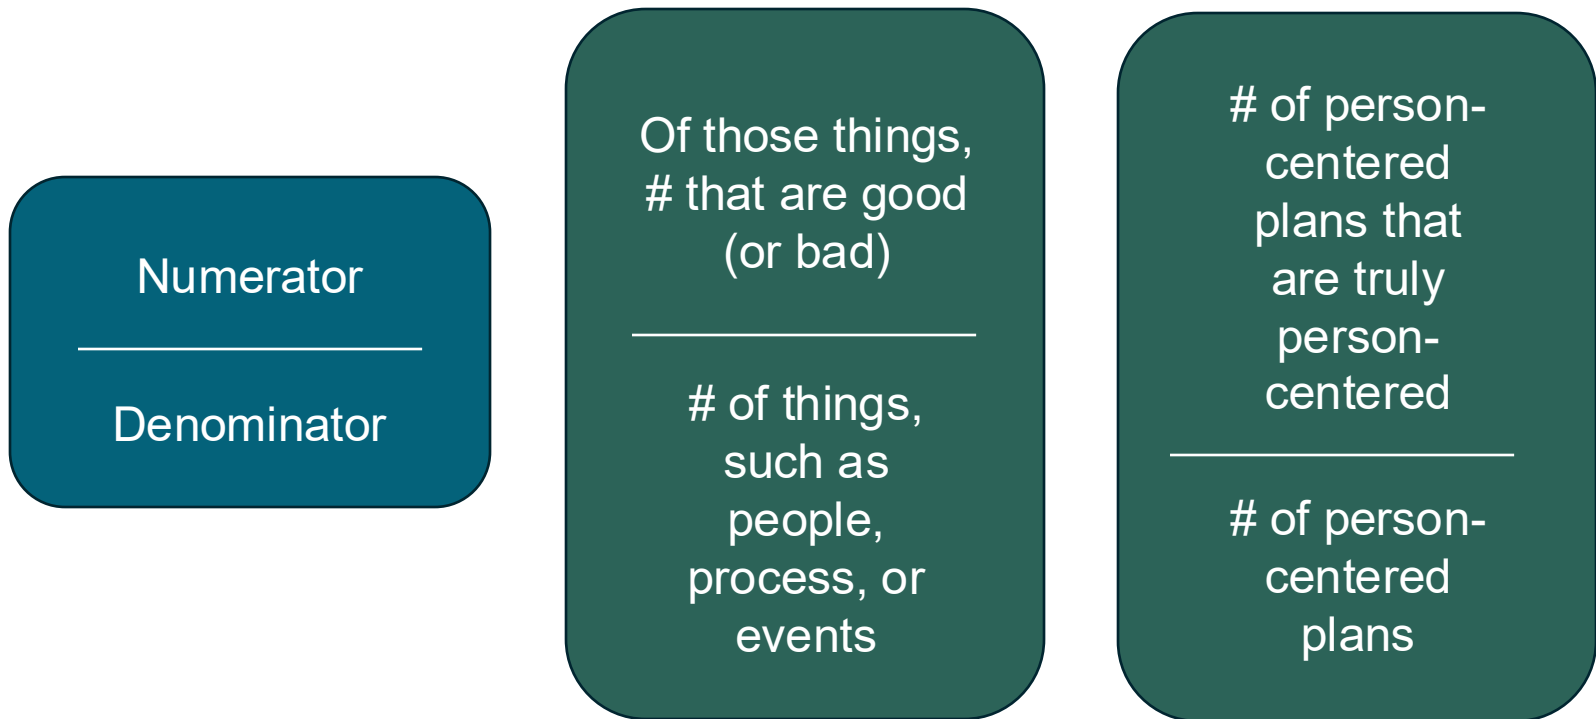 Numerator
Denominator
Of those things,
# that are good
(or bad)
# of things,
such as
people,
process, or
events
# of person-
centered
plans that
are truly
person-
centered
# of person-
centered
plans